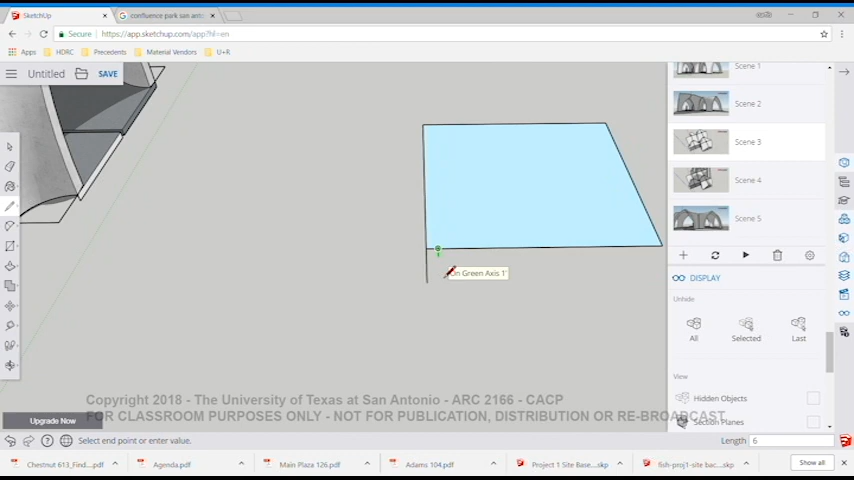 SketchUp
confluence park san anto
Secure
https://app.sketchup.com/app?hl=en
Apps
HDRC
Precedents
Material Vendors
U+R
Untitled
SAVE
Scene 1
Scene 2
Scene 3
Scene 4
Scene 5
On Green Axis 1'
DISPLAY
Unhide
All
Selected
Last
View
Hidden Objects
Section Planes
Copyright 2018 - The University of Texas at San Antonio - ARC 2166 - CACP
FOR CLASSROOM PURPOSES ONLY - NOT FOR PUBLICATION, DISTRIBUTION OR RE-BROADCAST
Upgrade Now
Select end point or enter value.
Length 6
Chestnut 613_Find....pdf
Agenda.pdf
Main Plaza 126.pdf
Adams 104.pdf
Project 1 Site Base....skp
fish-proj1-site bac....skp
Show all